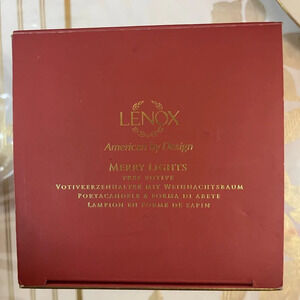 LENOX
American by Design
MERRY LIGHTS
TREE VOTIVE
VOTIVKERZENHALTER MIT WEIHNACHTSBAUM
PORTACANDELE A FORMA DI ABETE
LAMPION EN FORME DE SAPIN